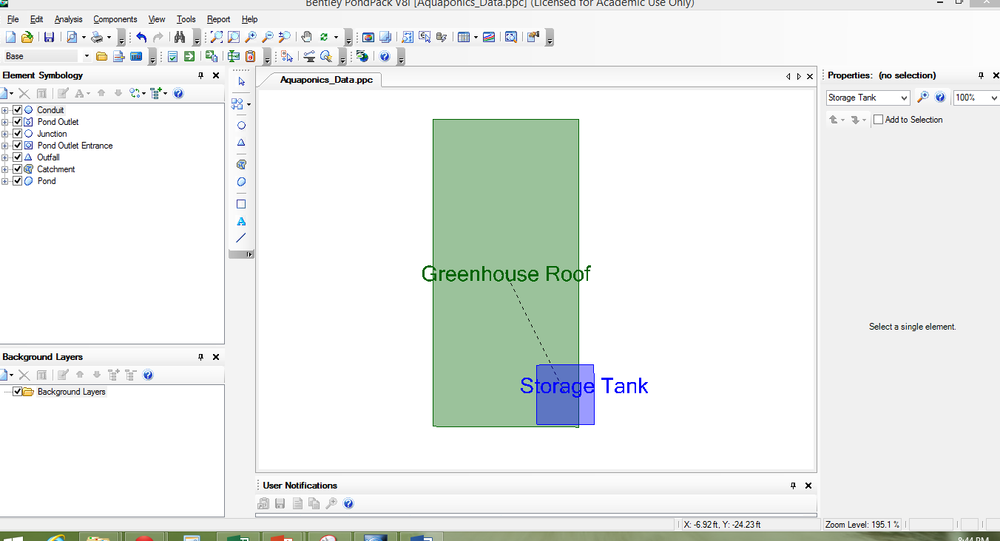 Bentley PondPack V8i [Aquaponics_Data.ppc] (Licensed for Academic Use Only)
File Edit Analysis Components View Tools Report Help
Base
Element Symbology
Conduit
Pond Outlet
Junction
Pond Outlet Entrance
Outfall
Catchment
Pond
Background Layers
Background Layers
Aquaponics_Data.ppc
Greenhouse Roof
Storage Tank
User Notifications
Properties: (no selection)
Storage Tank
100%
Add to Selection
Select a single element.
X: -6.92 ft, Y: -24.23 ft
Zoom Level: 195.1 %
8:44 PM